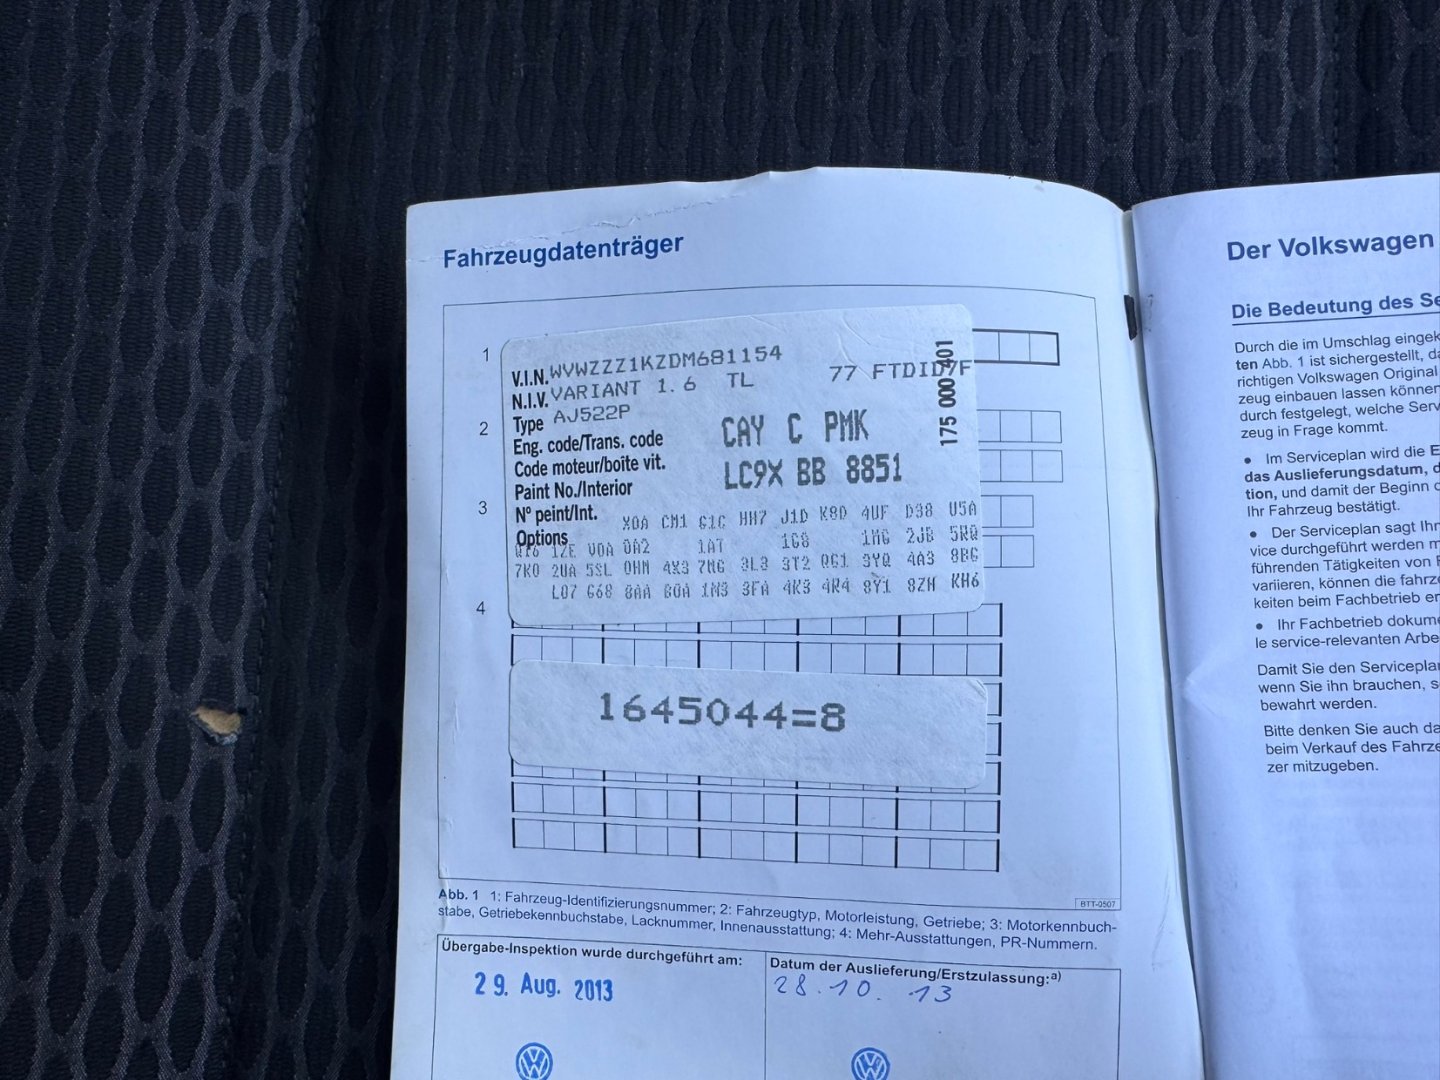 Fahrzeugdatenträger
1
V.I.N. WVWZZZ1KZDM681154
N.I.V. VARIANT 1.6 TL 77 FTDID7F
2
Type AJ522P
Eng. code/Trans. code CAY C PMK
Code moteur/boîte vit.
Paint No./Interior LC9X BB 8851
3
N° peint/Int.
175 000 401
Options
X0A CM1 G1C HH7 J1D K8D 4UF D38 U5A
QT6 1ZE V0A 0A2 1AT 1G8 1MG 2JB 5RQ
7K0 2UA 5SL 0HM 4X3 7MG 3L3 3T2 QG1 3YQ 4A3 8BG
L07 G68 8AA 1N3 3FA 4K3 4R4 8Y1 8ZH KH6
4
1645044=8
BTT-0507
Abb. 1 1: Fahrzeug-Identifizierungsnummer; 2: Fahrzeugtyp, Motorleistung, Getriebe; 3: Motorkennbuch-
stabe, Getriebekennbuchstabe, Lacknummer, Innenausstattung; 4: Mehr-Ausstattungen, PR-Nummern.
Übergabe-Inspektion wurde durchgeführt am:
29. Aug. 2013
Datum der Auslieferung/Erstzulassung:a)
28.10.13
Der Volkswagen
Die Bedeutung des Se
Durch die im Umschlag eingek
ten Abb. 1 ist sichergestellt, da
richtigen Volkswagen Original
zeug einbauen lassen können
durch festgelegt, welche Serv
zeug in Frage kommt.
● Im Serviceplan wird die E
das Auslieferungsdatum, d
tion, und damit der Beginn d
Ihr Fahrzeug bestätigt.
● Der Serviceplan sagt Ihn
vice durchgeführt werden m
führenden Tätigkeiten von F
variieren, können die fahrze
keiten beim Fachbetrieb er
● Ihr Fachbetrieb dokume
le service-relevanten Arbe
Damit Sie den Serviceplan
wenn Sie ihn brauchen, s
bewahrt werden.
Bitte denken Sie auch da
beim Verkauf des Fahrze
zer mitzugeben.